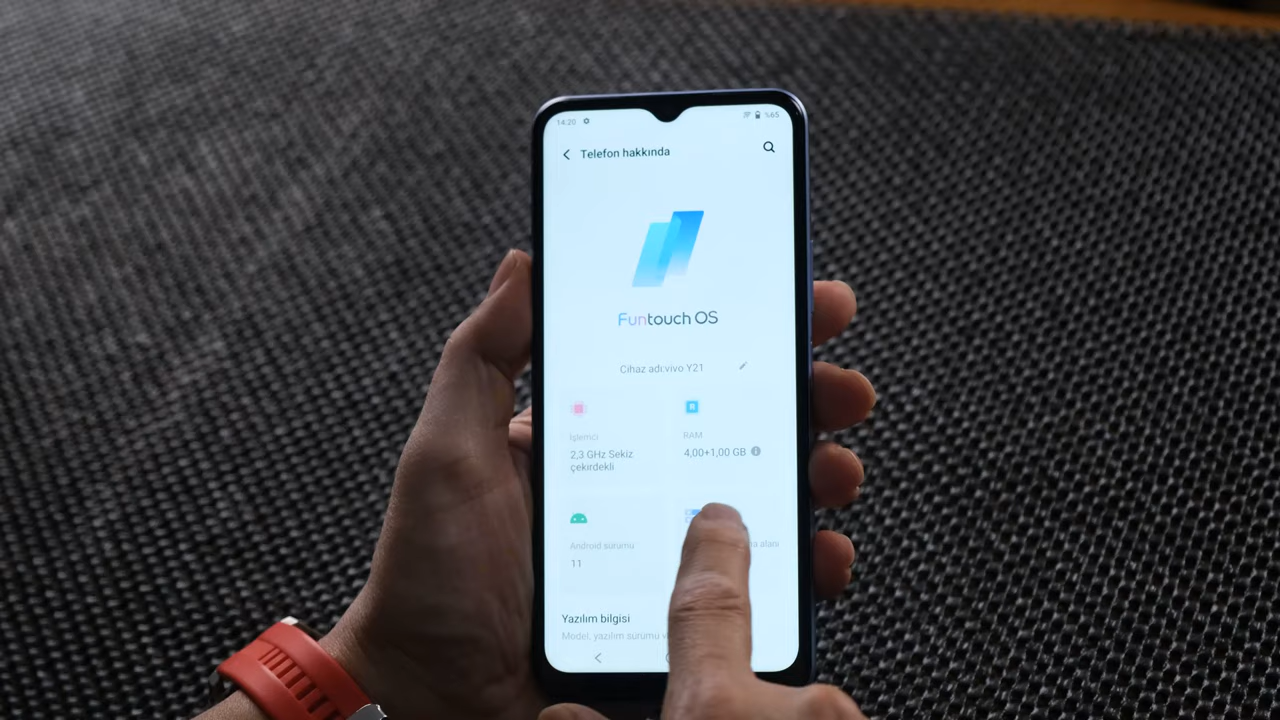 14:20 %65
Telefon hakkında
Funtouch OS
Cihaz adı:vivo Y21
İşlemci
2,3 GHz Sekiz
çekirdekli
RAM
4,00+1,00 GB
Android sürümü
11
alanı
Yazılım bilgisi
Model, yazılım sürümü